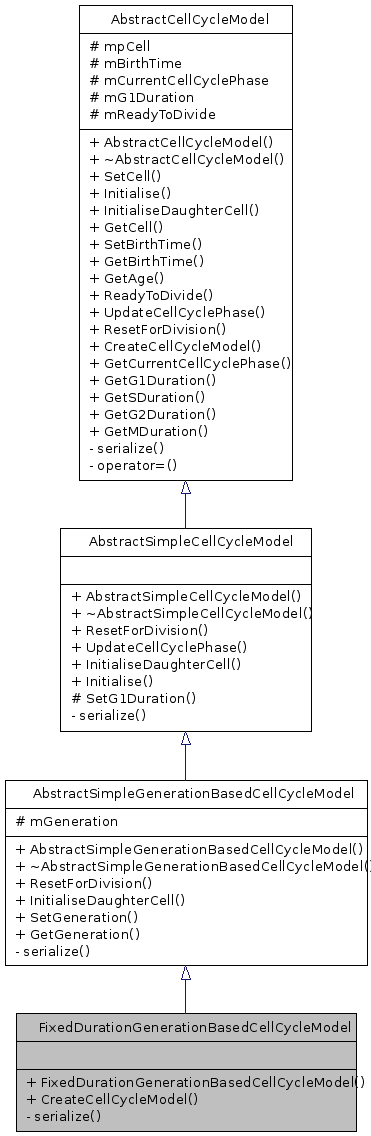 AbstractCellCycleModel
# mpCell
# mBirthTime
# mCurrentCellCyclePhase
# mG1Duration
# mReadyToDivide
+ AbstractCellCycleModel()
+ ~AbstractCellCycleModel()
+ SetCell()
+ Initialise()
+ InitialiseDaughterCell()
+ GetCell()
+ SetBirthTime()
+ GetBirthTime()
+ GetAge()
+ ReadyToDivide()
+ UpdateCellCyclePhase()
+ ResetForDivision()
+ CreateCellCycleModel()
+ GetCurrentCellCyclePhase()
+ GetG1Duration()
+ GetSDuration()
+ GetG2Duration()
+ GetMDuration()
- serialize()
- operator=()
AbstractSimpleCellCycleModel
+ AbstractSimpleCellCycleModel()
+ ~AbstractSimpleCellCycleModel()
+ ResetForDivision()
+ UpdateCellCyclePhase()
+ InitialiseDaughterCell()
+ Initialise()
# SetG1Duration()
- serialize()
AbstractSimpleGenerationBasedCellCycleModel
# mGeneration
+ AbstractSimpleGenerationBasedCellCycleModel()
+ ~AbstractSimpleGenerationBasedCellCycleModel()
+ ResetForDivision()
+ InitialiseDaughterCell()
+ SetGeneration()
+ GetGeneration()
- serialize()
FixedDurationGenerationBasedCellCycleModel
+ FixedDurationGenerationBasedCellCycleModel()
+ CreateCellCycleModel()
- serialize()